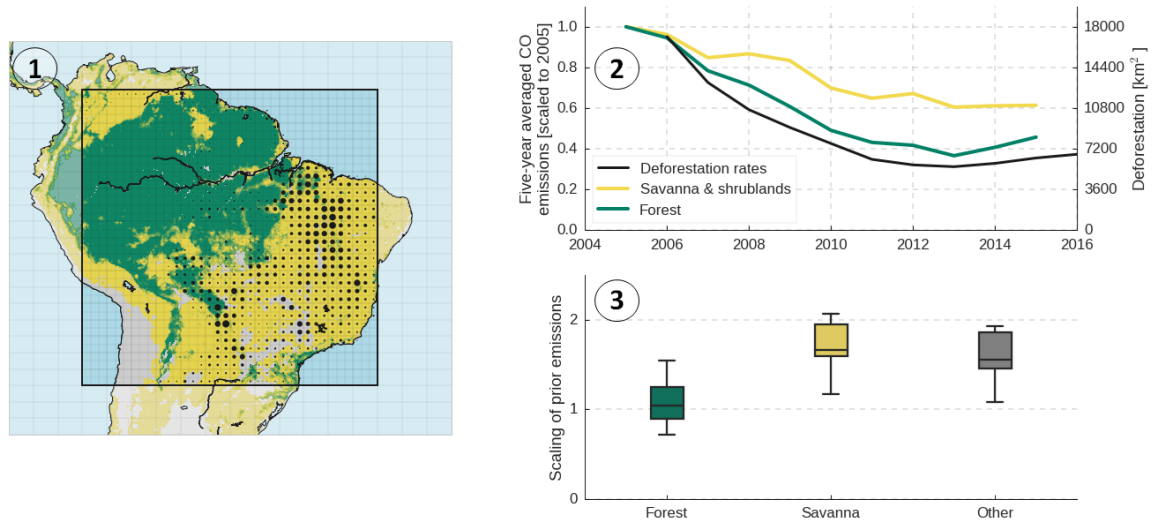 1
2
Five-year averaged CO
emissions [scaled to 2005]
1.0
0.8
0.6
0.4
0.2
0.0
18000
14400
10800
7200
3600
0
Deforestation [km²]
Deforestation rates
Savanna & shrublands
Forest
2004 2006 2008 2010 2012 2014 2016
3
Scaling of prior emissions
2
1
0
Forest Savanna Other